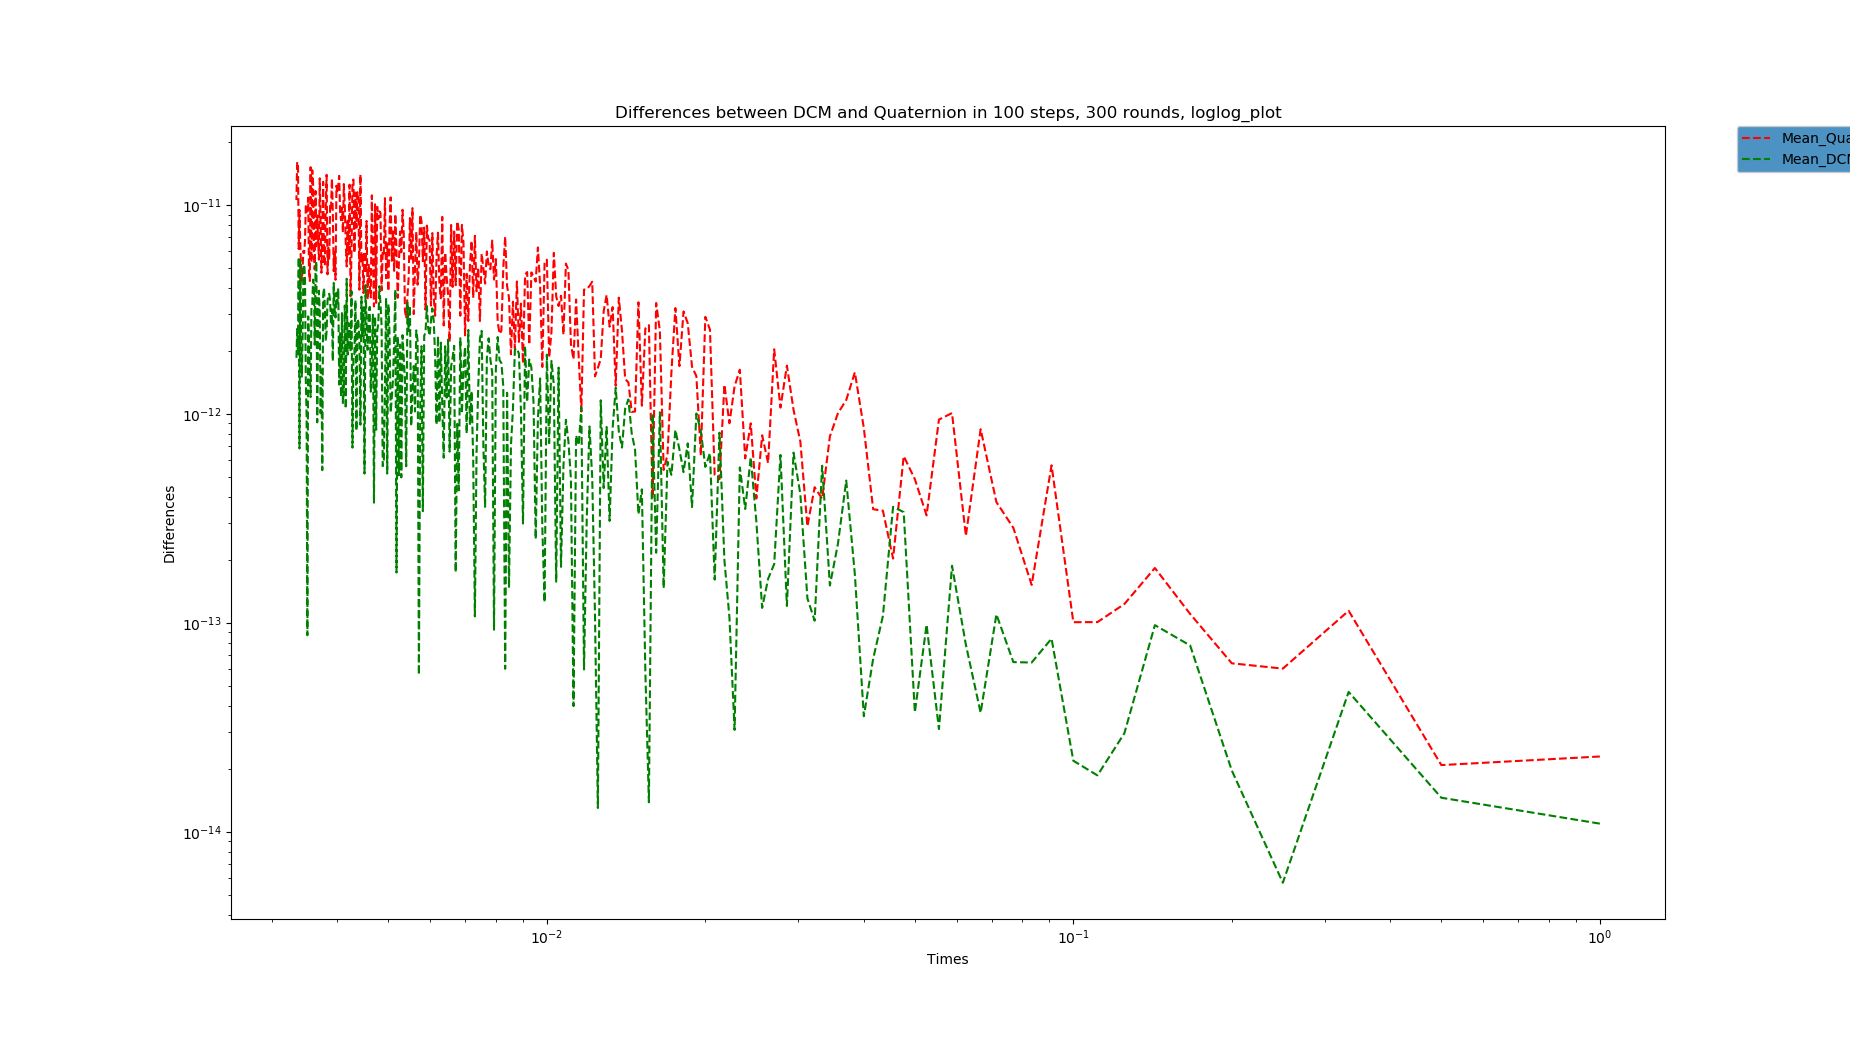 Differences between DCM and Quaternion in 100 steps, 300 rounds, loglog_plot
Mean_Qua
Mean_DCM
Differences
10⁻¹¹
10⁻¹²
10⁻¹³
10⁻¹⁴
10⁻²
10⁻¹
10⁰
Times